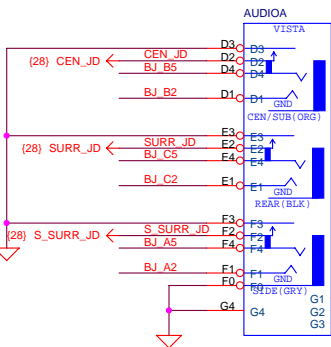 AUDIOA
VISTA
D3 D3
CEN_JD D2 D2
{28} CEN_JD
BJ_B5 D4 D4
BJ_B2 D1 D1
GND
CEN/SUB(ORG)
E3 E3
SURR_JD E2 E2
{28} SURR_JD
BJ_C5 E4 E4
BJ_C2 E1 E1
GND
REAR(BLK)
F3 F3
S_SURR_JD F2 F2
{28} S_SURR_JD
BJ_A5 F4 F4
BJ_A2 F1 F1
GND
F0 F0
SIDE(GRY)
G1
G4 G4 G2
G3